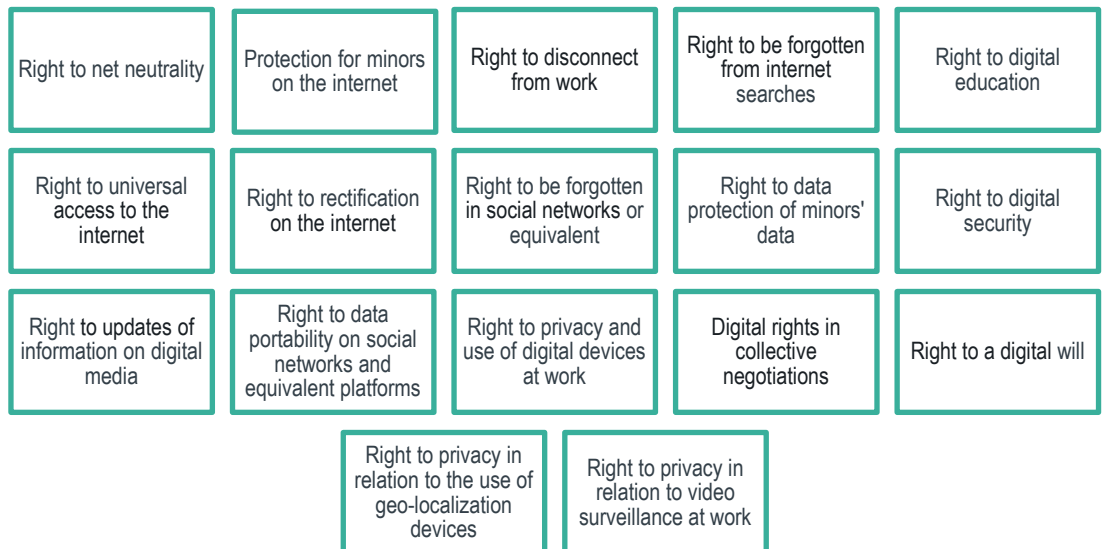 Right to net neutrality
Protection for minors
on the internet
Right to disconnect
from work
Right to be forgotten
from internet
searches
Right to digital
education
Right to universal
access to the
internet
Right to rectification
on the internet
Right to be forgotten
in social networks or
equivalent
Right to data
protection of minors'
data
Right to digital
security
Right to updates of
information on digital
media
Right to data
portability on social
networks and
equivalent platforms
Right to privacy and
use of digital devices
at work
Digital rights in
collective
negotiations
Right to a digital will
Right to privacy in
relation to the use of
geo-localization
devices
Right to privacy in
relation to video
surveillance at work